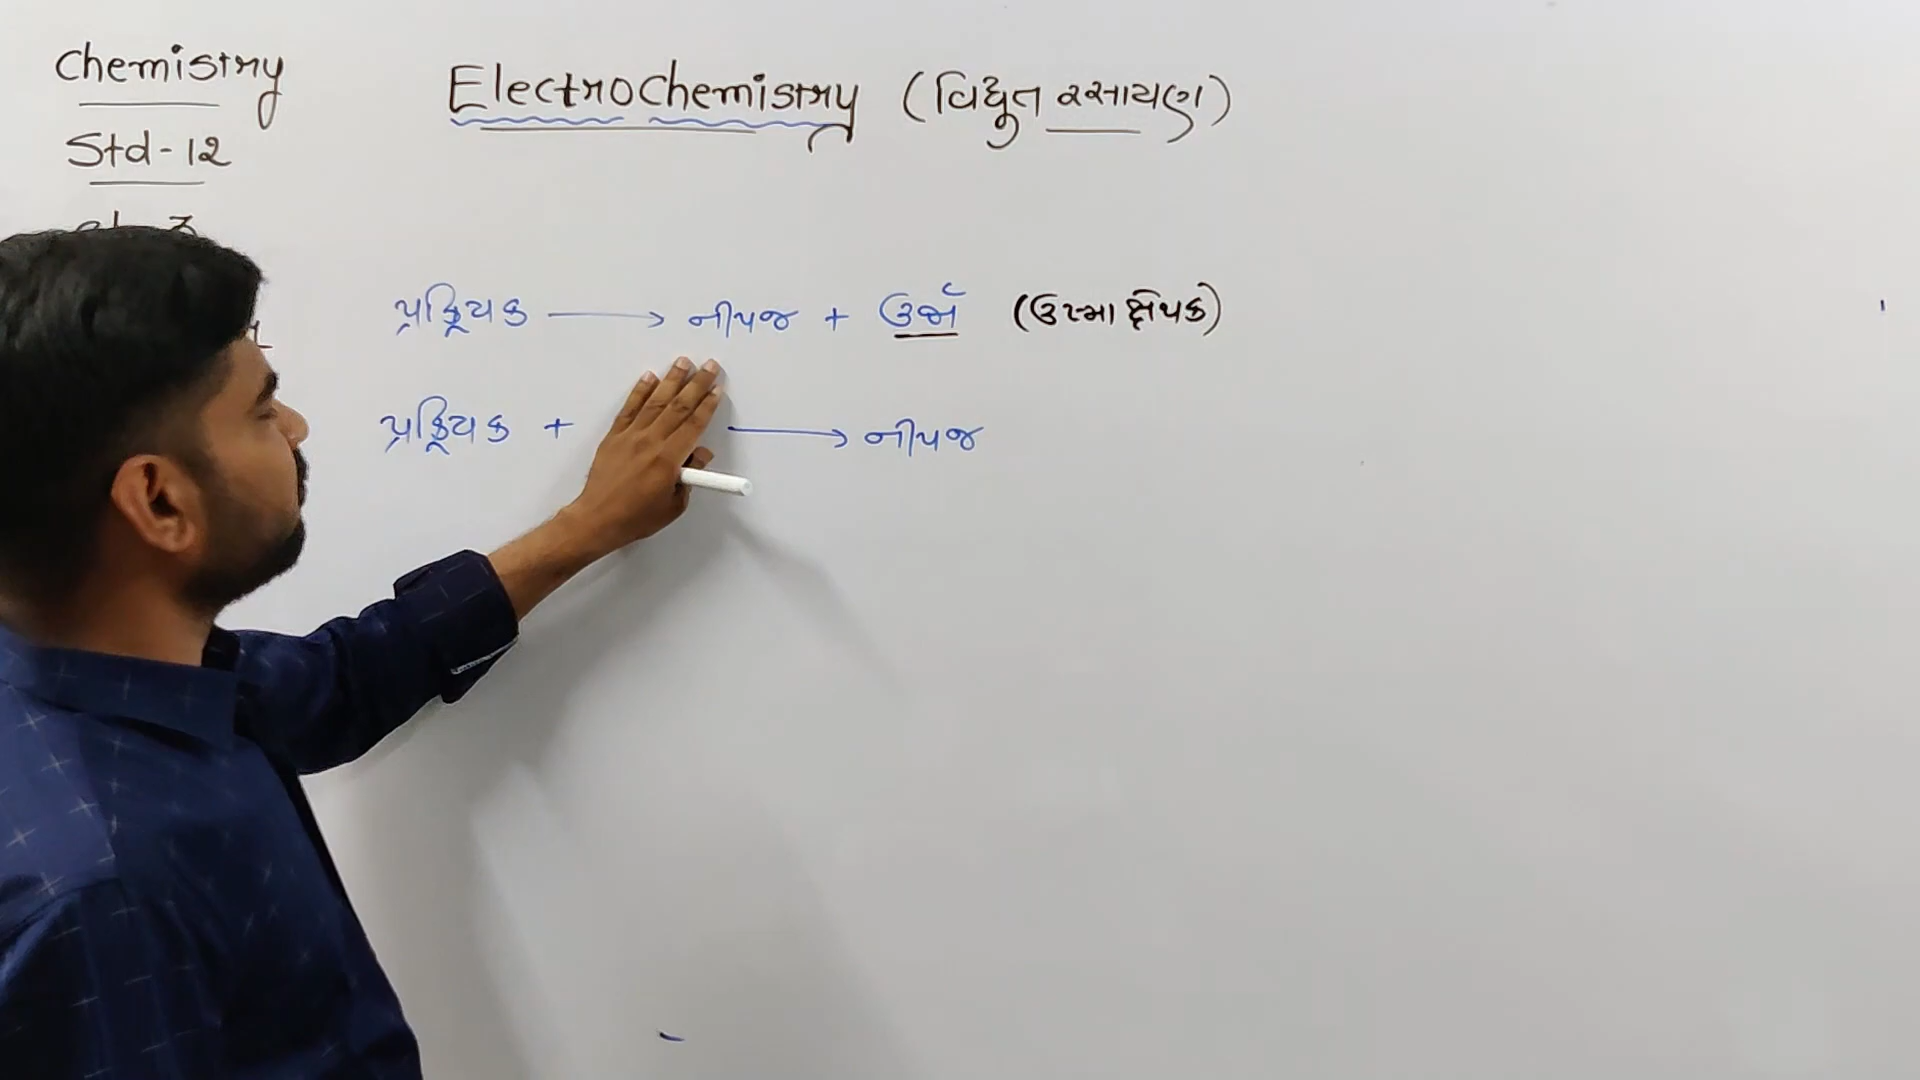 Chemistry
Std-12
ElectroChemistry (વિદ્યુત રસાયણ)
પ્રક્રિયક → નીપજ + ઉર્જા (ઉષ્મા ક્ષેપક)
પ્રક્રિયક + → નીપજ